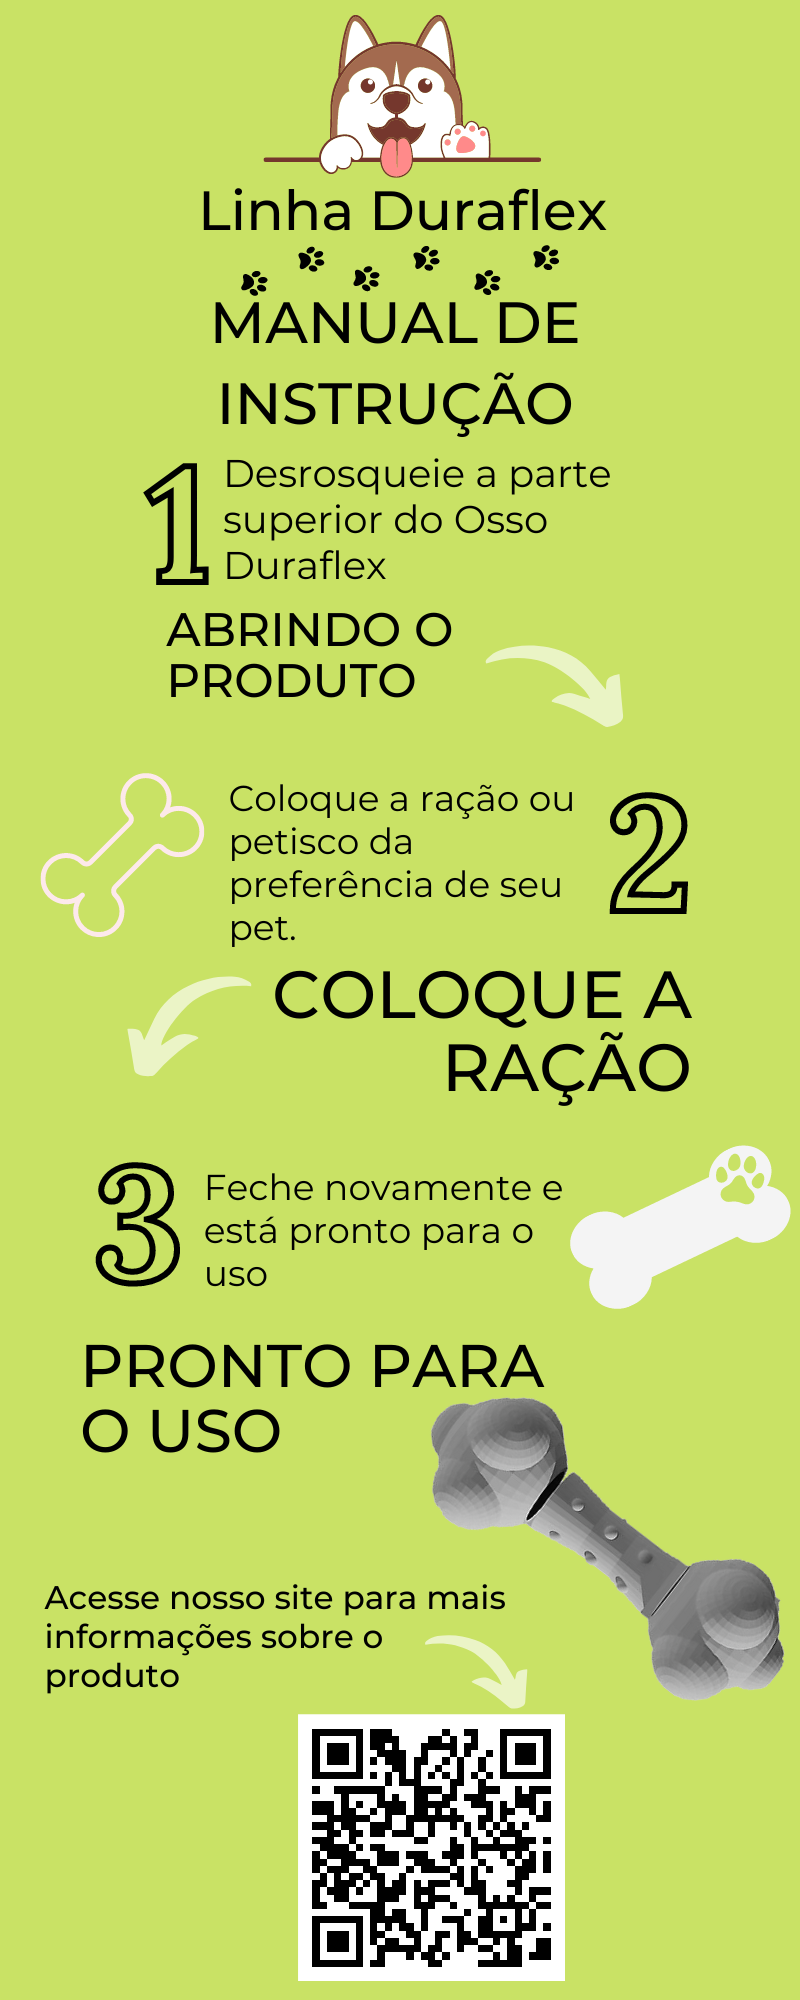 Linha Duraflex
MANUAL DE
INSTRUÇÃO
1
Desrosqueie a parte
superior do Osso
Duraflex
ABRINDO O
PRODUTO
Coloque a ração ou
petisco da
preferência de seu
pet.
2
COLOQUE A
RAÇÃO
3
Feche novamente e
está pronto para o
uso
PRONTO PARA
O USO
Acesse nosso site para mais
informações sobre o
produto